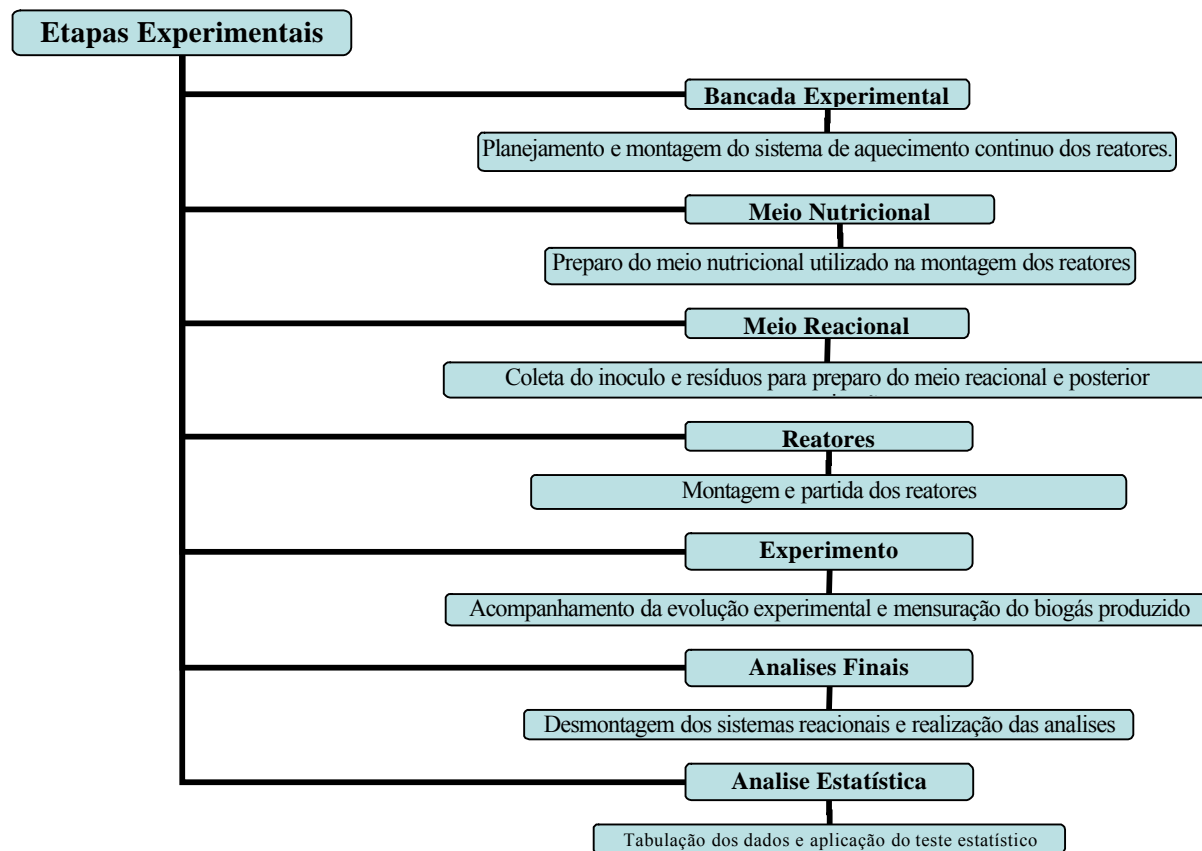 Etapas Experimentais
Bancada Experimental
Planejamento e montagem do sistema de aquecimento continuo dos reatores.
Meio Nutricional
Preparo do meio nutricional utilizado na montagem dos reatores
Meio Reacional
Coleta do inoculo e resíduos para preparo do meio reacional e posterior
Reatores
Montagem e partida dos reatores
Experimento
Acompanhamento da evolução experimental e mensuração do biogás produzido
Analises Finais
Desmontagem dos sistemas reacionais e realização das analises
Analise Estatística
Tabulação dos dados e aplicação do teste estatístico